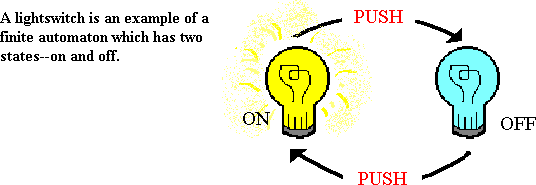 A lightswitch is an example of a
finite automaton which has two
states--on and off.
PUSH
ON
OFF
PUSH